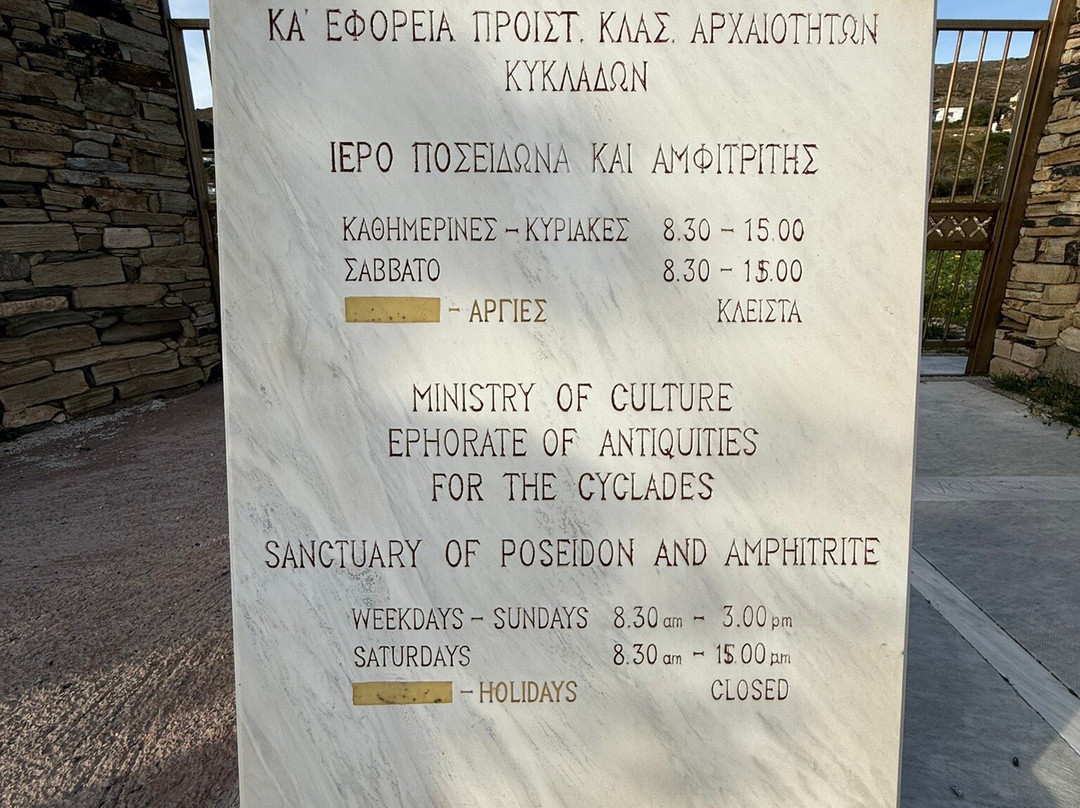 ΚΑ' ΕΦΟΡΕΙΑ ΠΡΟΙΣΤ. ΚΛΑΣ. ΑΡΧΑΙΟΤΗΤΩΝ
ΚΥΚΛΑΔΩΝ
ΙΕΡΟ ΠΟΣΕΙΔΩΝΑ ΚΑΙ ΑΜΦΙΤΡΙΤΗΣ
ΚΑΘΗΜΕΡΙΝΕΣ - ΚΥΡΙΑΚΕΣ 8.30 - 15.00
ΣΑΒΒΑΤΟ 8.30 - 15.00
- ΑΡΓΙΕΣ ΚΛΕΙΣΤΑ
MINISTRY OF CULTURE
EPHORATE OF ANTIQUITIES
FOR THE CYCLADES
SANCTUARY OF POSEIDON AND AMPHITRITE
WEEKDAYS - SUNDAYS 8.30 am - 3.00 pm
SATURDAYS 8.30 am - 15.00 pm
- HOLIDAYS CLOSED